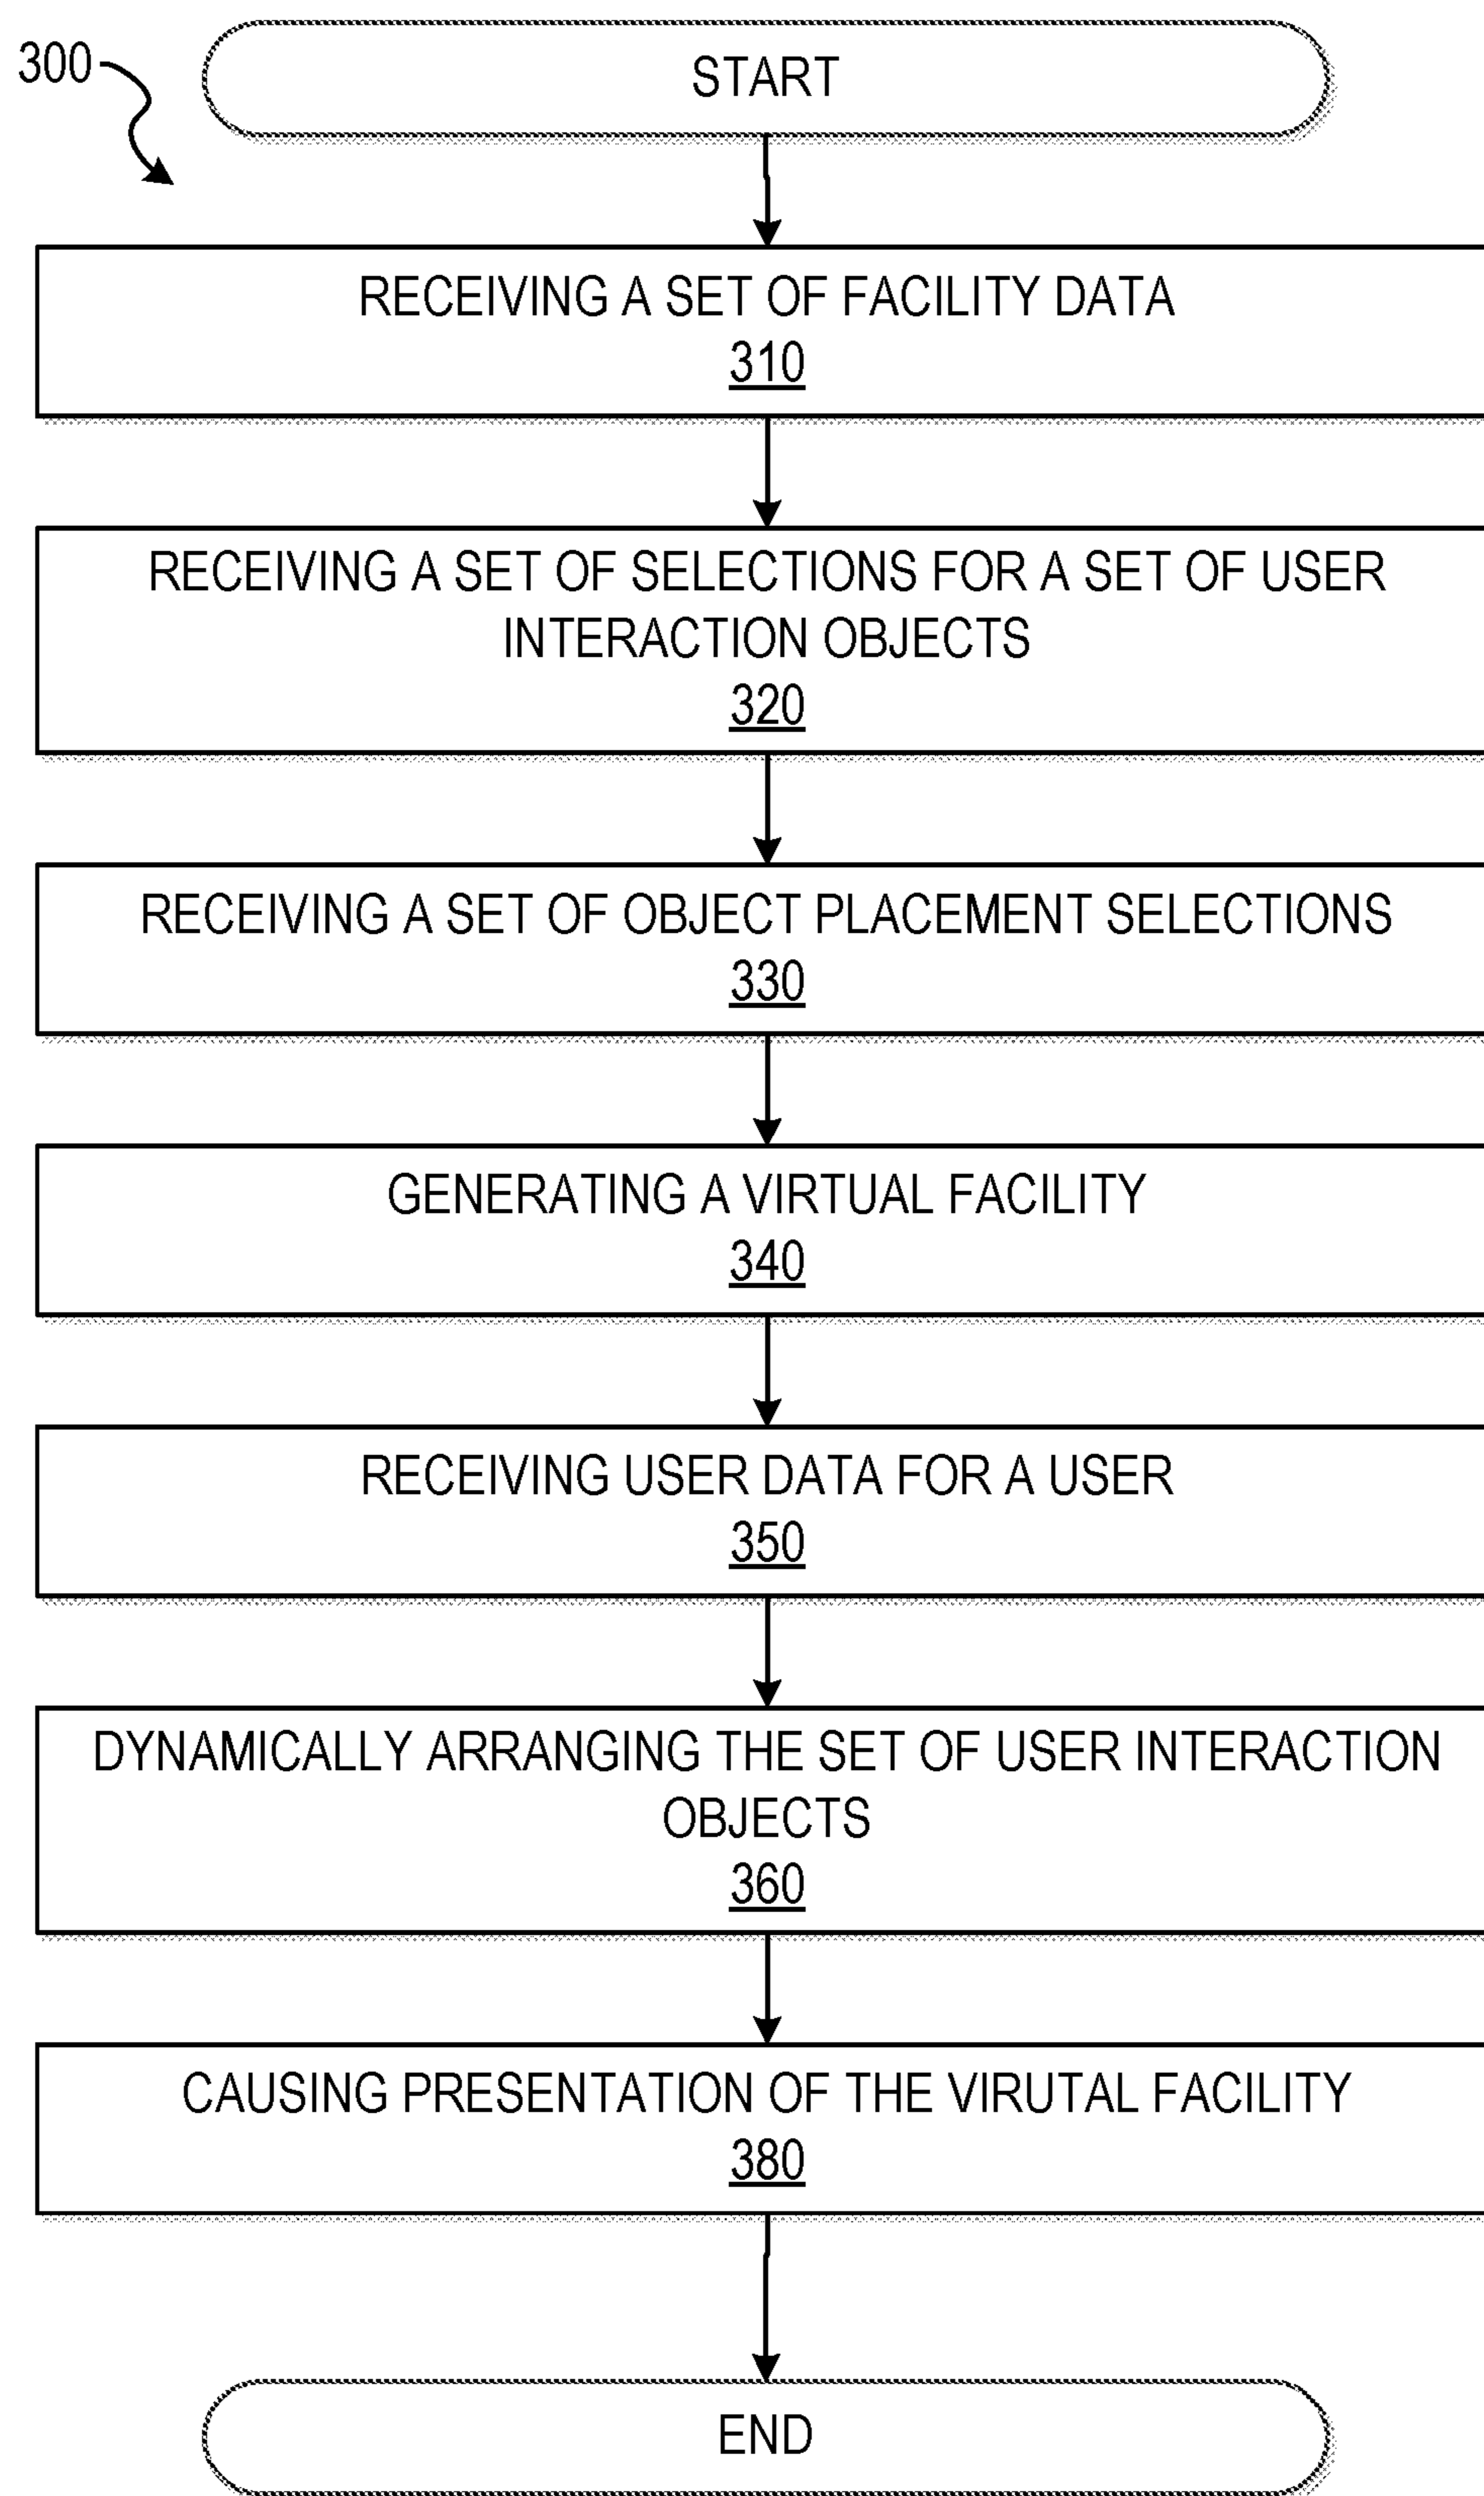 300
START
RECEIVING A SET OF FACILITY DATA
310
RECEIVING A SET OF SELECTIONS FOR A SET OF USER
INTERACTION OBJECTS
320
RECEIVING A SET OF OBJECT PLACEMENT SELECTIONS
330
GENERATING A VIRTUAL FACILITY
340
RECEIVING USER DATA FOR A USER
350
DYNAMICALLY ARRANGING THE SET OF USER INTERACTION
OBJECTS
360
CAUSING PRESENTATION OF THE VIRUTAL FACILITY
380
END